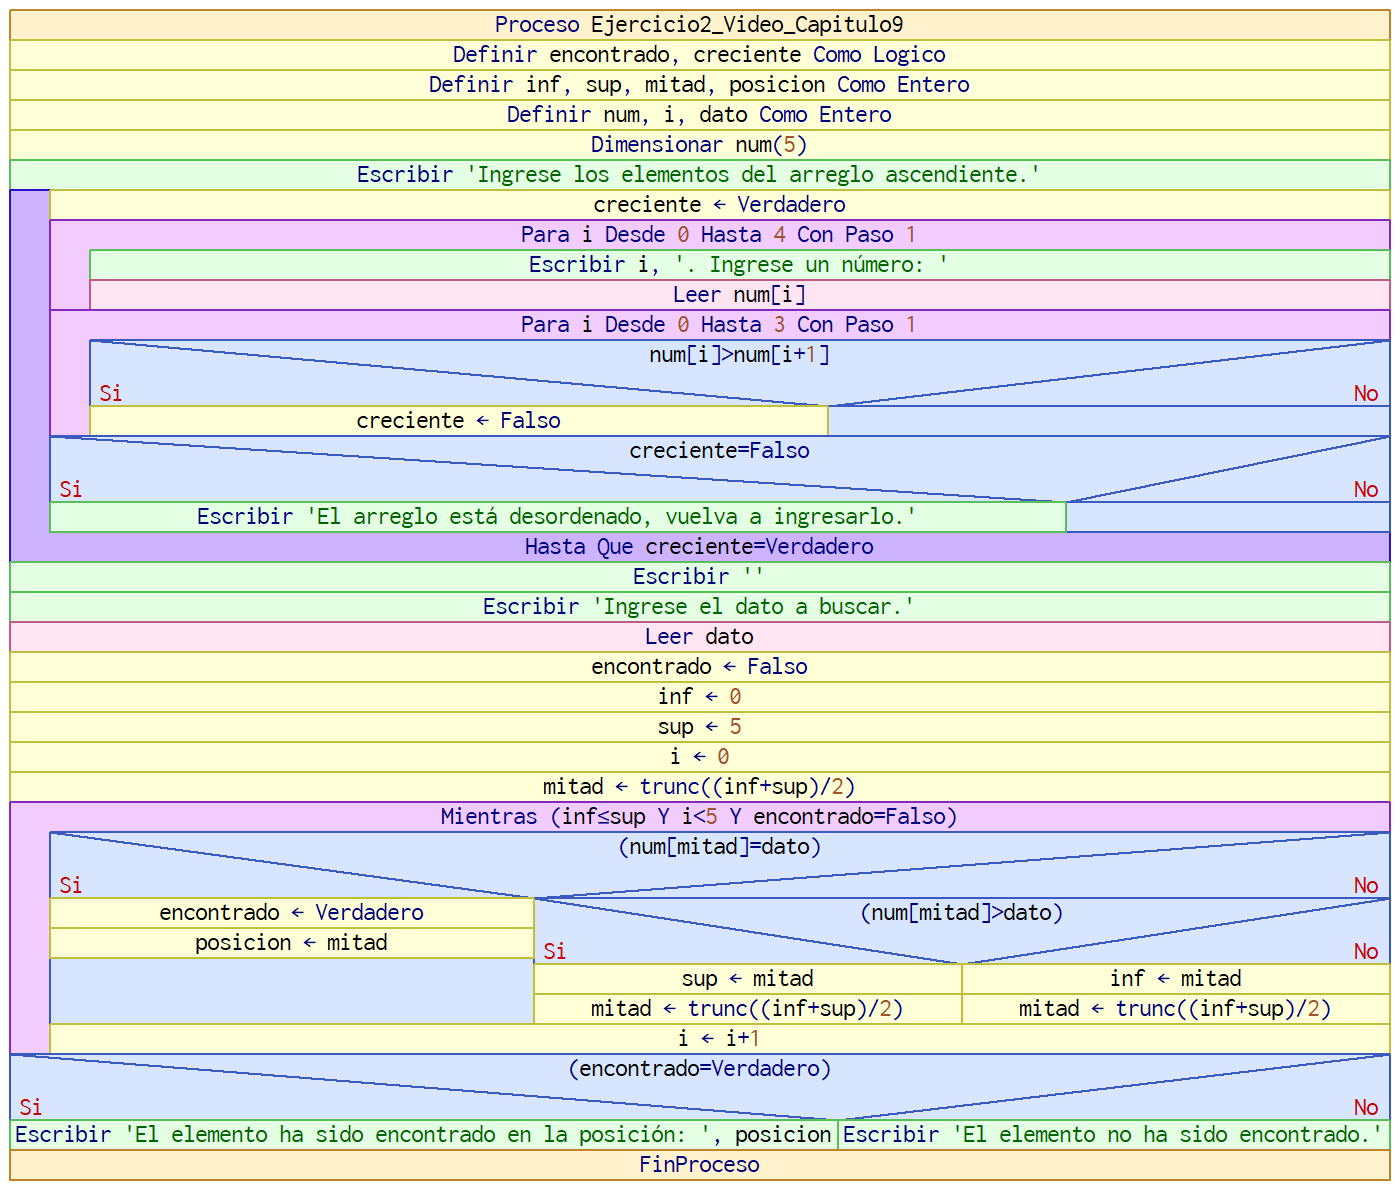 Proceso Ejercicio2_Video_Capitulo9
Definir encontrado, creciente Como Logico
Definir inf, sup, mitad, posicion Como Entero
Definir num, i, dato Como Entero
Dimensionar num(5)
Escribir 'Ingrese los elementos del arreglo ascendiente.'
creciente ← Verdadero
Para i Desde 0 Hasta 4 Con Paso 1
Escribir i, '. Ingrese un número: '
Leer num[i]
Para i Desde 0 Hasta 3 Con Paso 1
num[i]>num[i+1]
Si No
creciente ← Falso
creciente=Falso
Si No
Escribir 'El arreglo está desordenado, vuelva a ingresarlo.'
Hasta Que creciente=Verdadero
Escribir ''
Escribir 'Ingrese el dato a buscar.'
Leer dato
encontrado ← Falso
inf ← 0
sup ← 5
i ← 0
mitad ← trunc((inf+sup)/2)
Mientras (inf≤sup Y i<5 Y encontrado=Falso)
(num[mitad]=dato)
Si No
encontrado ← Verdadero (num[mitad]>dato)
posicion ← mitad Si No
sup ← mitad inf ← mitad
mitad ← trunc((inf+sup)/2) mitad ← trunc((inf+sup)/2)
i ← i+1
(encontrado=Verdadero)
Si No
Escribir 'El elemento ha sido encontrado en la posición: ', posicion Escribir 'El elemento no ha sido encontrado.'
FinProceso